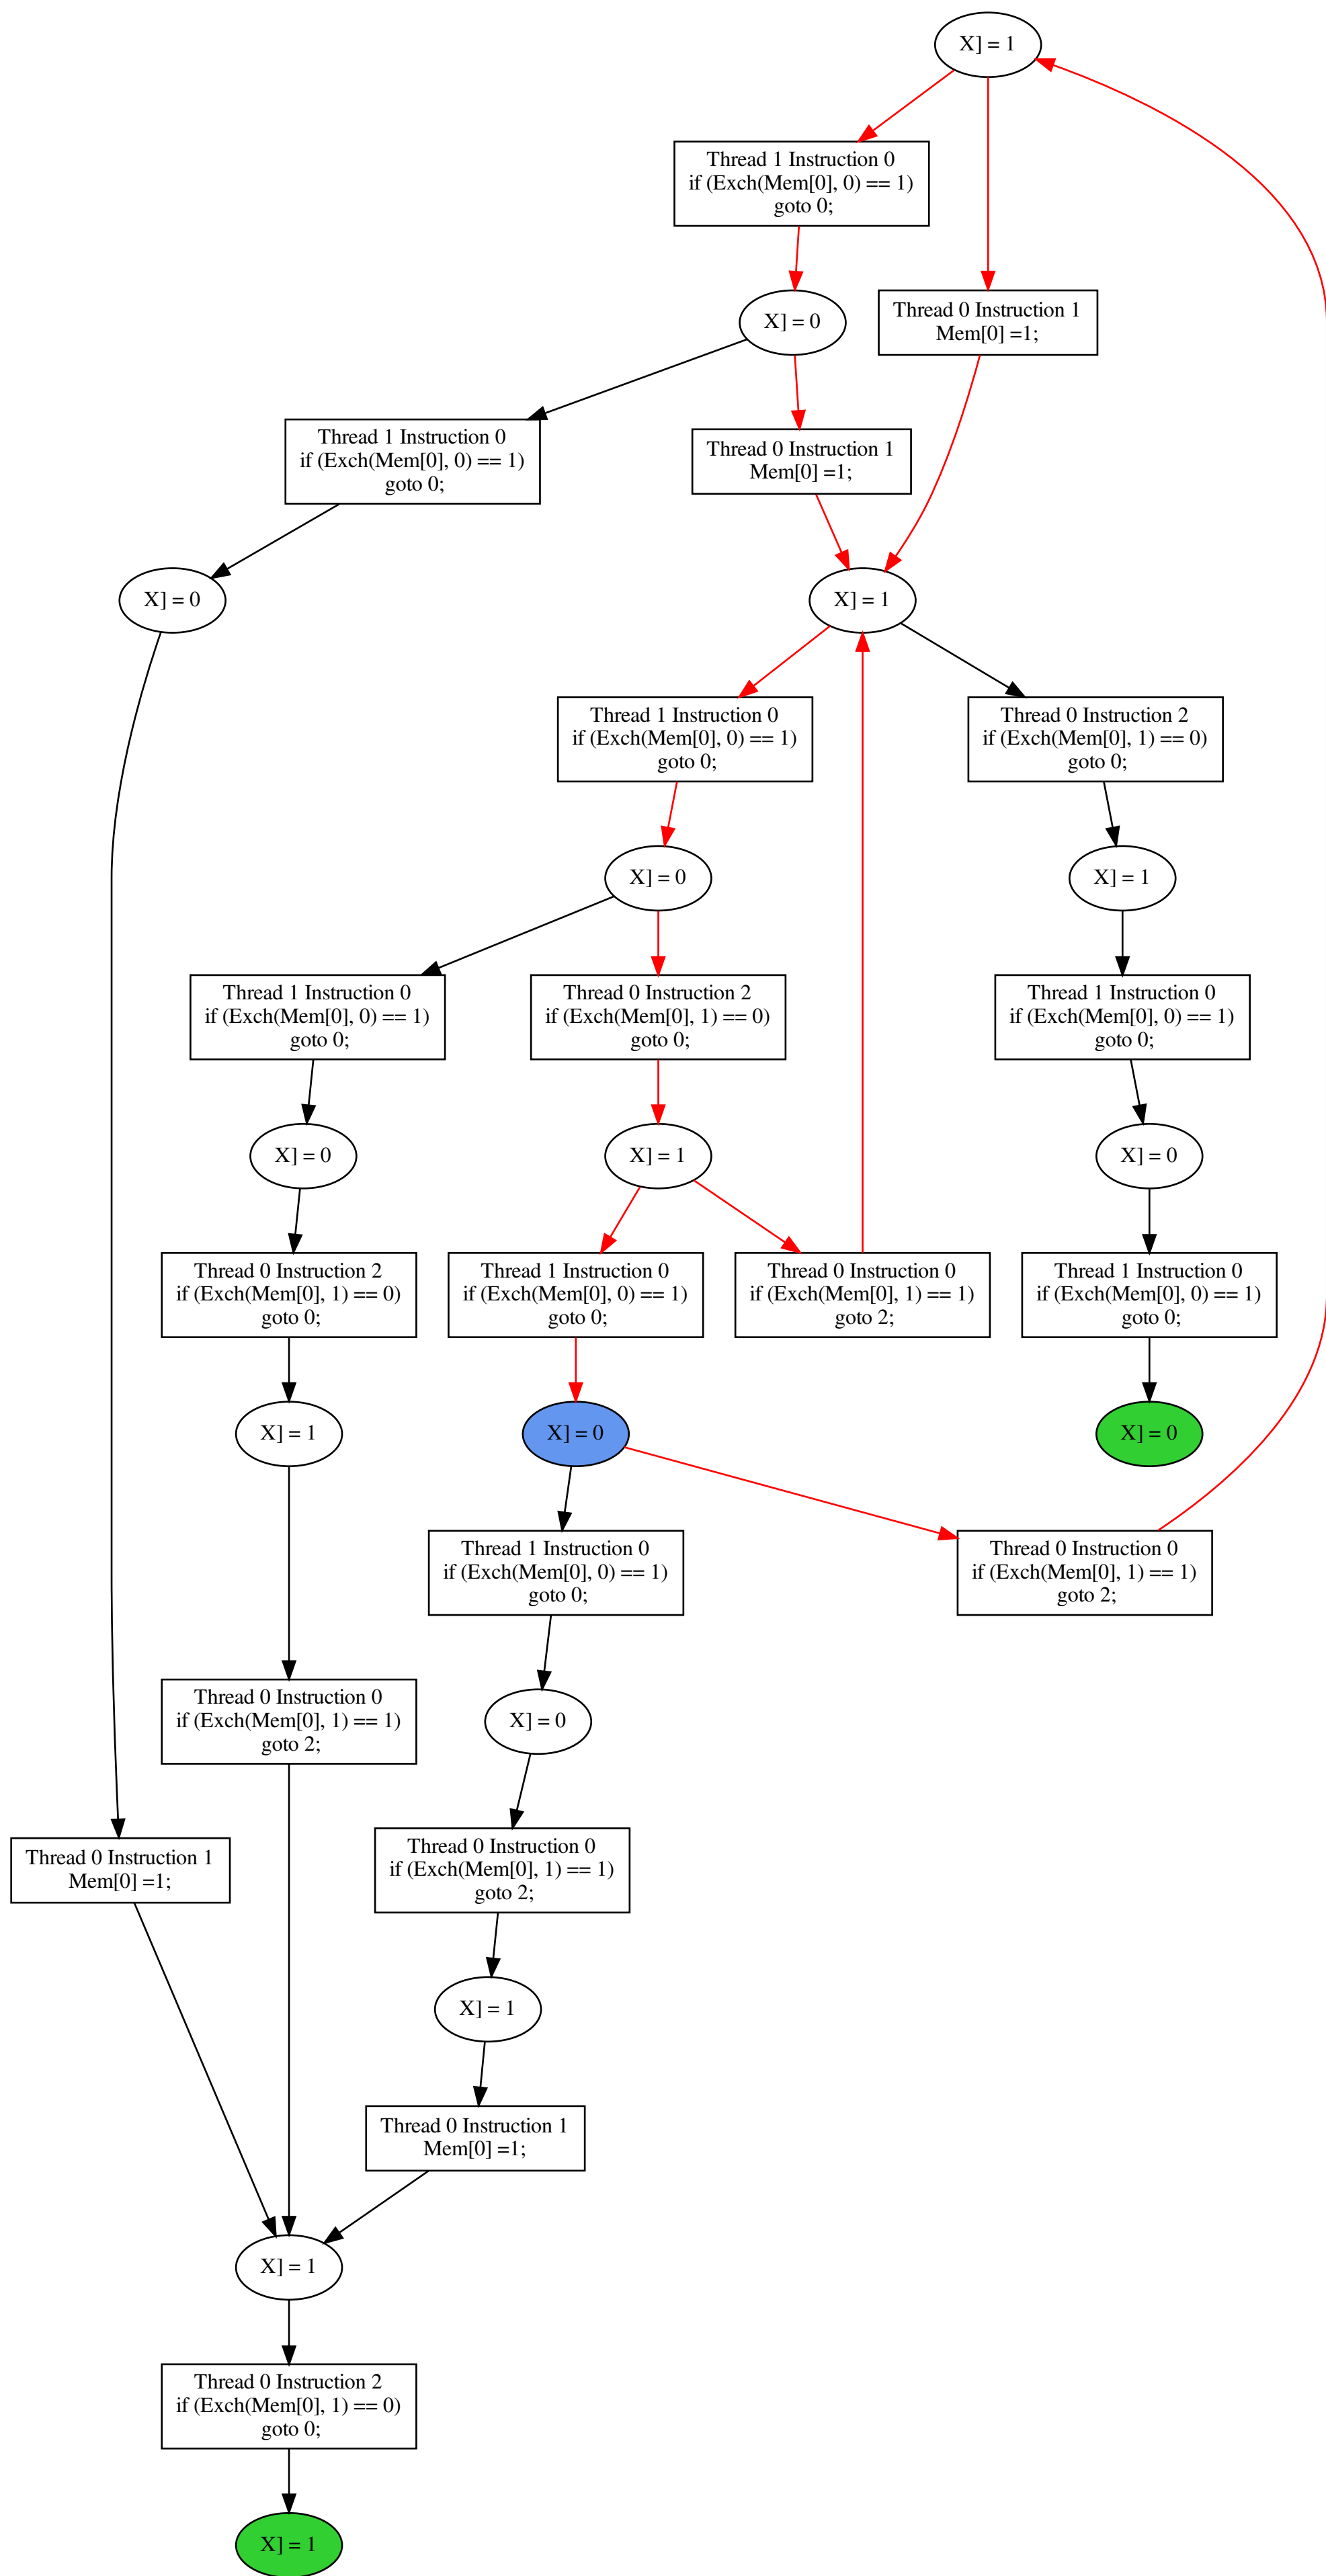 X] = 1
Thread 1 Instruction 0
if (Exch(Mem[0], 0) == 1)
goto 0;
X] = 0
Thread 0 Instruction 1
Mem[0] =1;
Thread 1 Instruction 0
if (Exch(Mem[0], 0) == 1)
goto 0;
Thread 0 Instruction 1
Mem[0] =1;
X] = 0
X] = 1
Thread 1 Instruction 0
if (Exch(Mem[0], 0) == 1)
goto 0;
Thread 0 Instruction 2
if (Exch(Mem[0], 1) == 0)
goto 0;
X] = 0
X] = 1
Thread 1 Instruction 0
if (Exch(Mem[0], 0) == 1)
goto 0;
Thread 0 Instruction 2
if (Exch(Mem[0], 1) == 0)
goto 0;
Thread 1 Instruction 0
if (Exch(Mem[0], 0) == 1)
goto 0;
X] = 0
X] = 1
X] = 0
Thread 0 Instruction 2
if (Exch(Mem[0], 1) == 0)
goto 0;
Thread 1 Instruction 0
if (Exch(Mem[0], 0) == 1)
goto 0;
Thread 0 Instruction 0
if (Exch(Mem[0], 1) == 1)
goto 2;
Thread 1 Instruction 0
if (Exch(Mem[0], 0) == 1)
goto 0;
X] = 1
X] = 0
X] = 0
Thread 1 Instruction 0
if (Exch(Mem[0], 0) == 1)
goto 0;
Thread 0 Instruction 0
if (Exch(Mem[0], 1) == 1)
goto 2;
Thread 0 Instruction 0
if (Exch(Mem[0], 1) == 1)
goto 2;
X] = 0
Thread 0 Instruction 1
Mem[0] =1;
Thread 0 Instruction 0
if (Exch(Mem[0], 1) == 1)
goto 2;
X] = 1
Thread 0 Instruction 1
Mem[0] =1;
X] = 1
Thread 0 Instruction 2
if (Exch(Mem[0], 1) == 0)
goto 0;
X] = 1